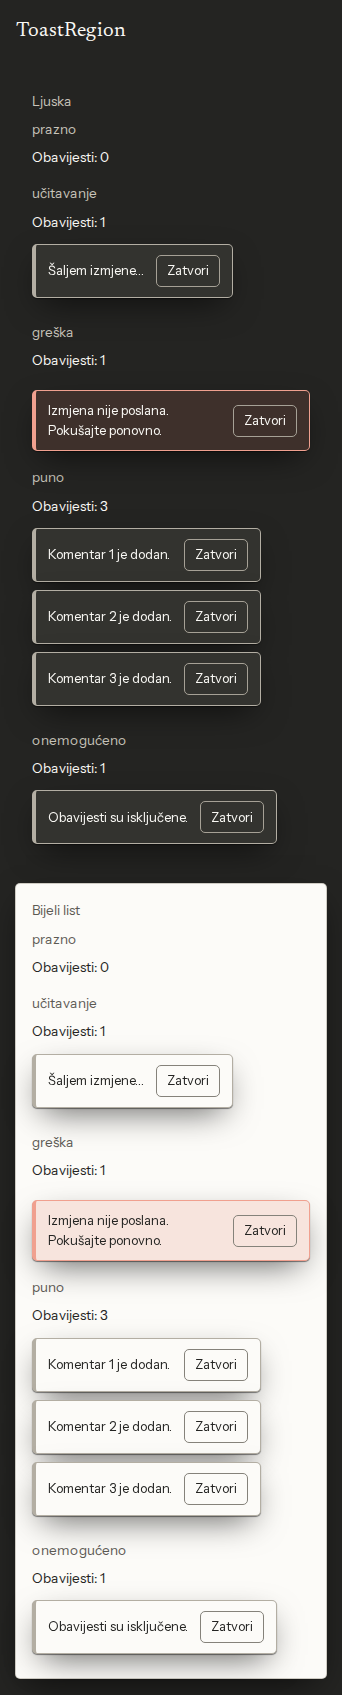 ToastRegion
Ljuska
prazno
Obavijesti: 0
učitavanje
Obavijesti: 1
Šaljem izmjene… Zatvori
greška
Obavijesti: 1
Izmjena nije poslana.
Pokušajte ponovno.
Zatvori
puno
Obavijesti: 3
Komentar 1 je dodan. Zatvori
Komentar 2 je dodan. Zatvori
Komentar 3 je dodan. Zatvori
onemogućeno
Obavijesti: 1
Obavijesti su isključene. Zatvori
Bijeli list
prazno
Obavijesti: 0
učitavanje
Obavijesti: 1
Šaljem izmjene… Zatvori
greška
Obavijesti: 1
Izmjena nije poslana.
Pokušajte ponovno.
Zatvori
puno
Obavijesti: 3
Komentar 1 je dodan. Zatvori
Komentar 2 je dodan. Zatvori
Komentar 3 je dodan. Zatvori
onemogućeno
Obavijesti: 1
Obavijesti su isključene. Zatvori